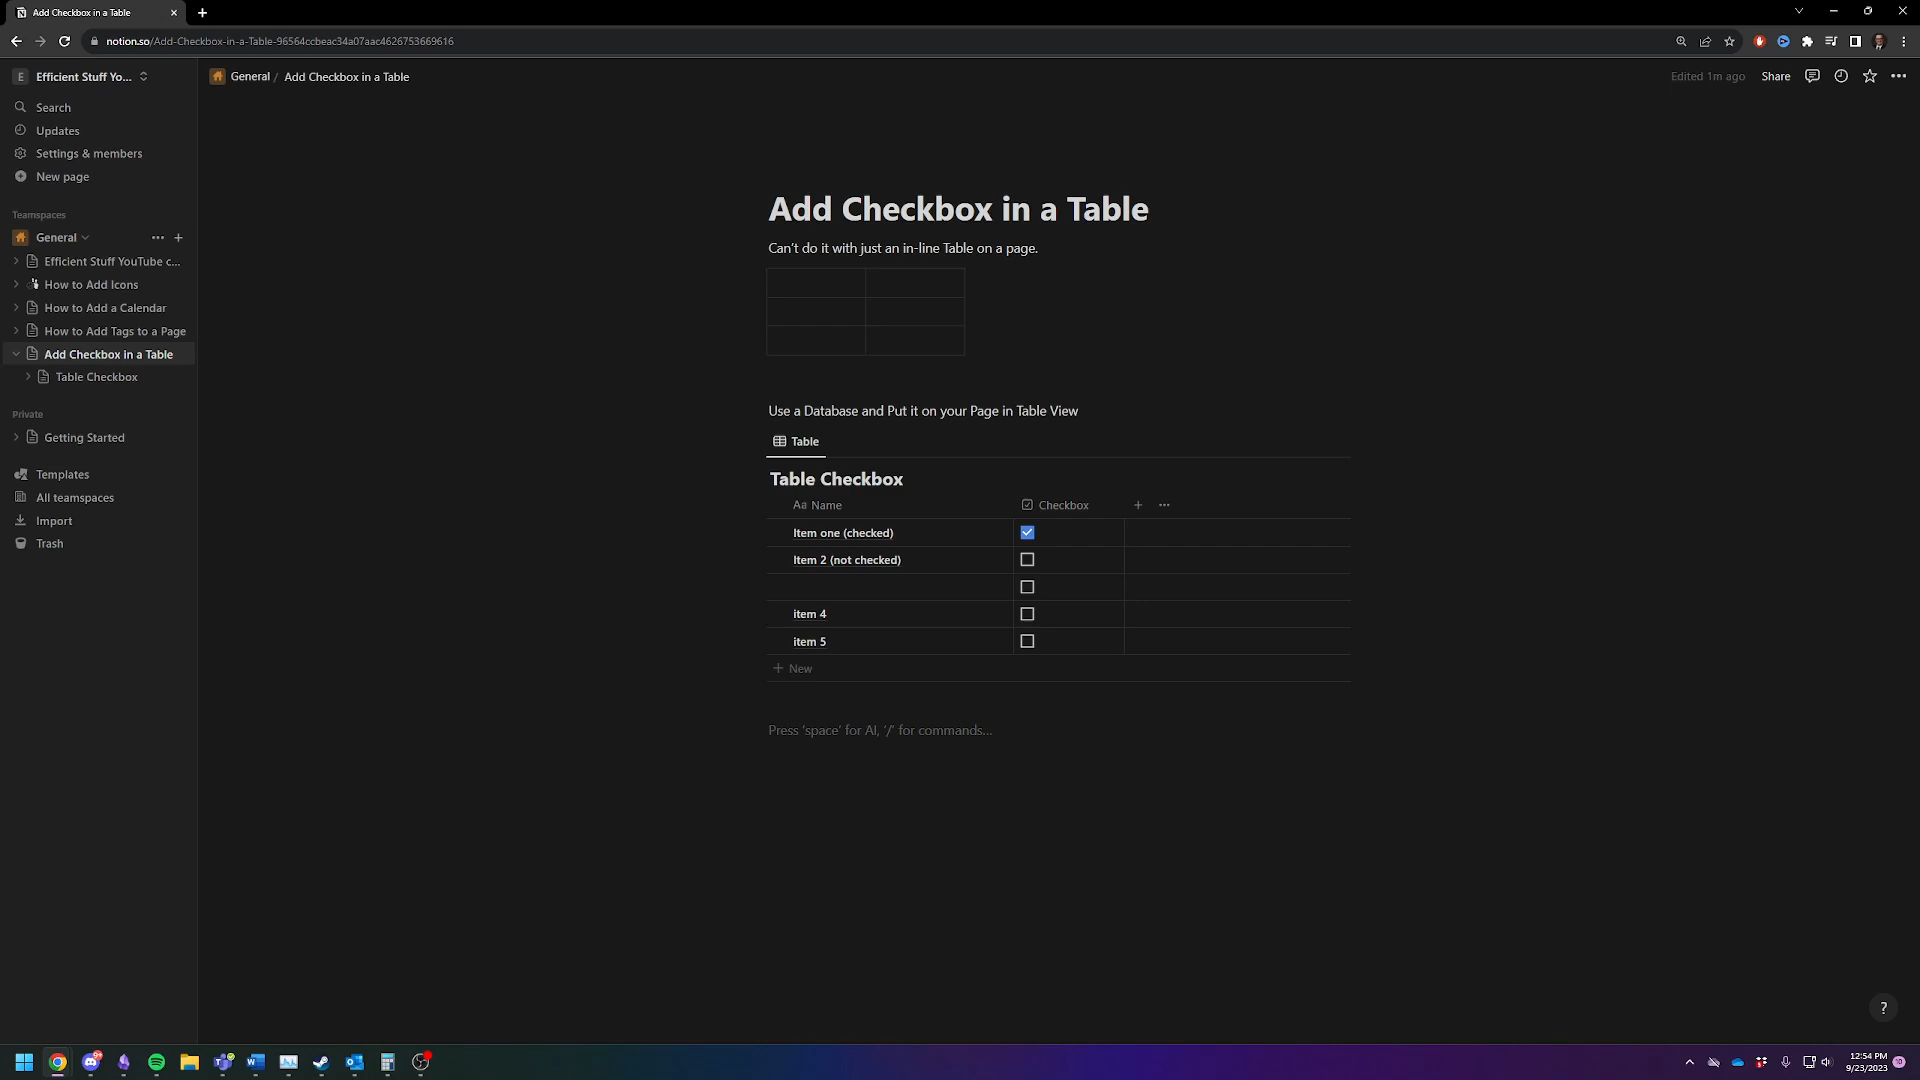 Add Checkbox in a Table
notion.so/Add-Checkbox-in-a-Table-96564ccbeac34a07aac4626753669616
E Efficient Stuff Yo...
General / Add Checkbox in a Table
Edited 1m ago Share
Search
Updates
Settings & members
New page
Teamspaces
General
Efficient Stuff YouTube c...
How to Add Icons
How to Add a Calendar
How to Add Tags to a Page
Add Checkbox in a Table
Table Checkbox
Private
Getting Started
Templates
All teamspaces
Import
Trash
Add Checkbox in a Table
Can't do it with just an in-line Table on a page.
Use a Database and Put it on your Page in Table View
Table
Table Checkbox
Aa Name Checkbox
Item one (checked)
Item 2 (not checked)
item 4
item 5
+ New
Press 'space' for AI, '/' for commands...
?
12:54 PM
9/23/2023